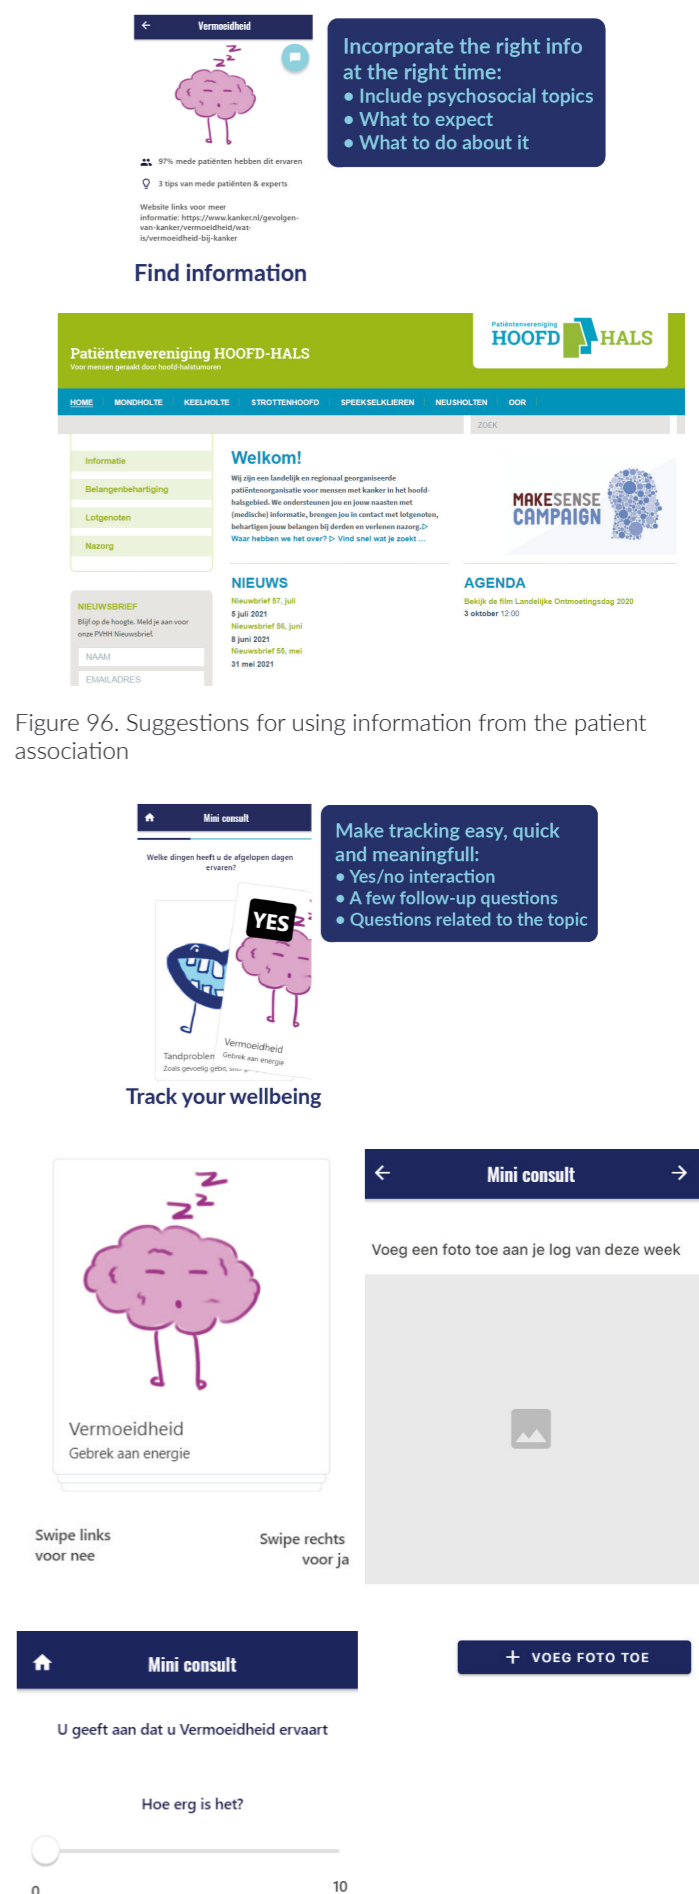 Vermoeidheid
Incorporate the right info
at the right time:
● Include psychosocial topics
● What to expect
● What to do about it
97% mede patiënten hebben dit ervaren
3 tips van mede patiënten & experts
Website links voor meer
informatie: https://www.kanker.nl/gevolgen-
van-kanker/vermoeidheid/wat-
is/vermoeidheid-bij-kanker
Find information
Patiëntenvereniging HOOFD-HALS
Voor mensen geraakt door hoofd-halstumoren
Patiëntenvereniging
HOOFD HALS
HOME MONDHOLTE KEELHOLTE STROTTENHOOFD SPEEKSELKLIEREN NEUSHOLTEN OOR
ZOEK
Informatie
Belangenbehartiging
Lotgenoten
Nazorg
Welkom!
Wij zijn een landelijk en regionaal georganiseerde
patiëntenorganisatie voor mensen met kanker in het hoofd-
halsgebied. We ondersteunen jou en jouw naasten met
(medische) informatie, brengen jou in contact met lotgenoten,
behartigen jouw belangen bij derden en verlenen nazorg.▷
Waar hebben we het over? ▷ Vind snel wat je zoekt ...
MAKESENSE
CAMPAIGN
NIEUWSBRIEF
Blijf op de hoogte. Meld je aan voor
onze PVHH Nieuwsbrief.
NAAM
EMAILADRES
NIEUWS
Nieuwbrief 57, juli
5 juli 2021
Nieuwsbrief 56, juni
8 juni 2021
Nieuwsbrief 55, mei
31 mei 2021
AGENDA
Bekijk de film Landelijke Ontmoetingsdag 2020
3 oktober 12:00
Figure 96. Suggestions for using information from the patient
association
Mini consult
Welke dingen heeft u de afgelopen dagen
ervaren?
YES
Tandproblem
Zoals gevoelig gebit,
Vermoeidheid
Gebrek aan energie
Make tracking easy, quick
and meaningfull:
● Yes/no interaction
● A few follow-up questions
● Questions related to the topic
Track your wellbeing
Vermoeidheid
Gebrek aan energie
Swipe links
voor nee
Swipe rechts
voor ja
Mini consult
Voeg een foto toe aan je log van deze week
+ VOEG FOTO TOE
Mini consult
U geeft aan dat u Vermoeidheid ervaart
Hoe erg is het?
0 10